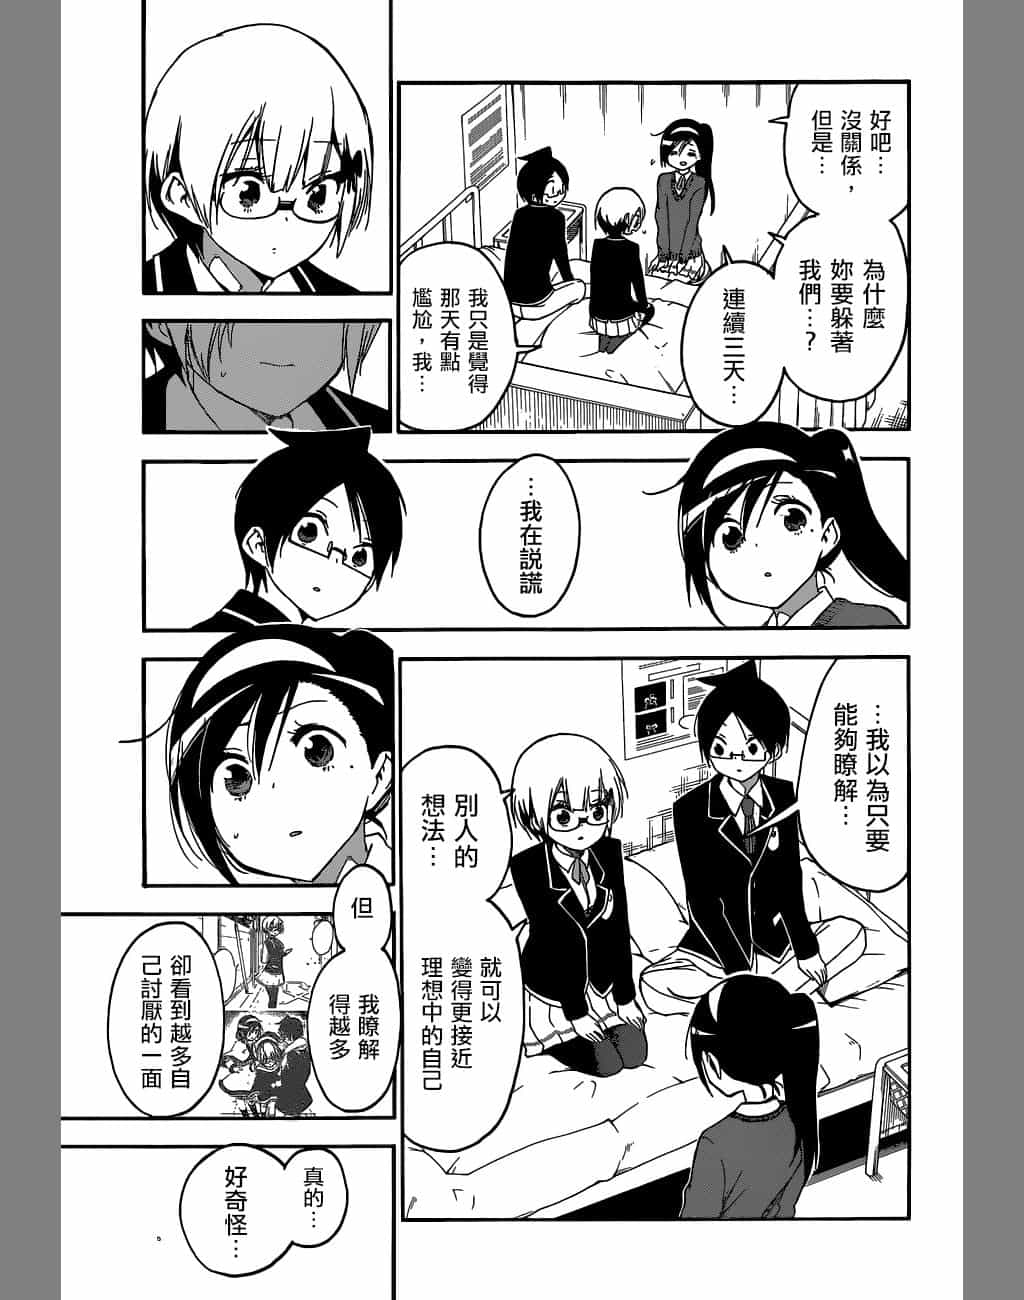 好吧…
沒關係，
但是…
為什麼
妳要躲著
我們…？
連續三天…
我只是覺得
那天有點
尷尬，我…
…我在説謊
…我以為只要
能夠瞭解…
別人的
想法…
就可以
變得更接近
理想中的自己
但
我瞭解
得越多
卻看到越多自
己討厭的一面
真的…
好奇怪…
。